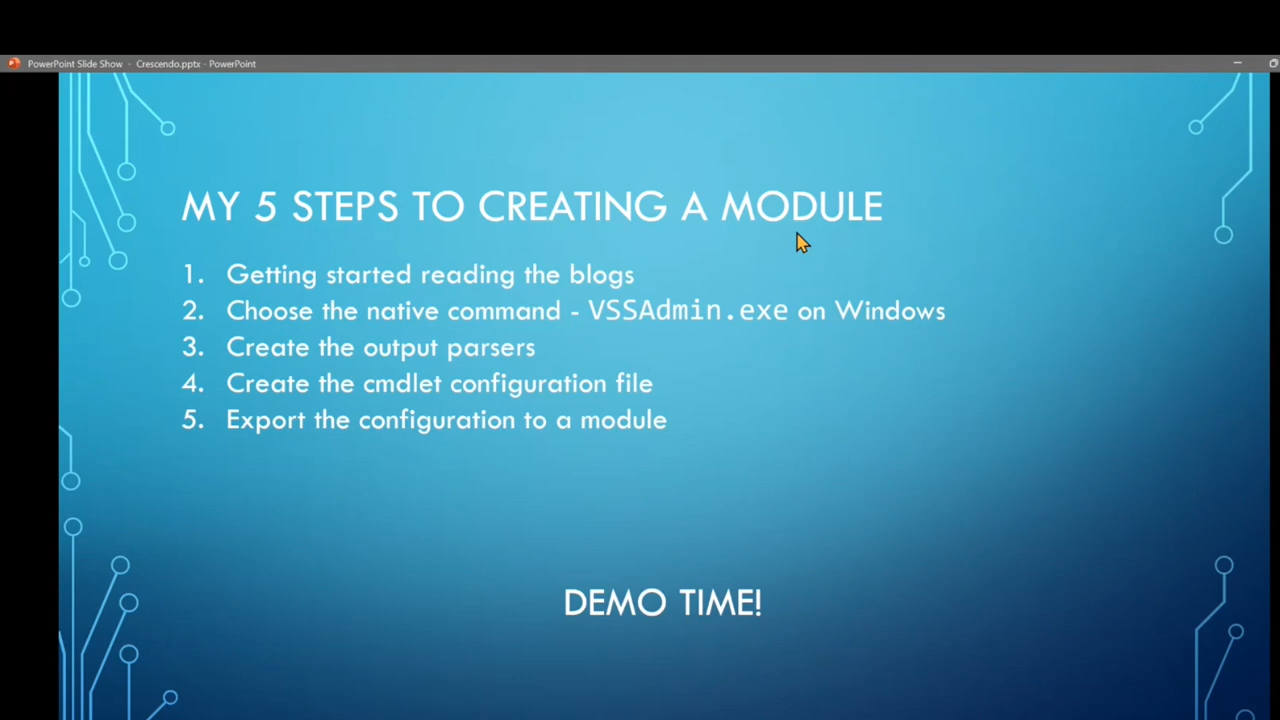 PowerPoint Slide Show - Crescendo.pptx - PowerPoint
MY 5 STEPS TO CREATING A MODULE
1. Getting started reading the blogs
2. Choose the native command - VSSAdmin.exe on Windows
3. Create the output parsers
4. Create the cmdlet configuration file
5. Export the configuration to a module
DEMO TIME!